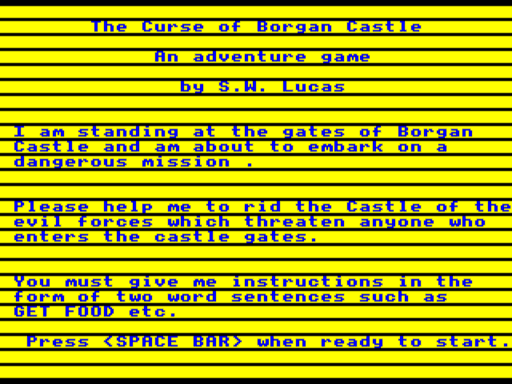 The Curse of Borgan Castle
An adventure game
by S.W. Lucas
I am standing at the gates of Borgan
Castle and am about to embark on a
dangerous mission .
Please help me to rid the Castle of the
evil forces which threaten anyone who
enters the castle gates.
You must give me instructions in the
form of two word sentences such as
GET FOOD etc.
Press <SPACE BAR> when ready to start.